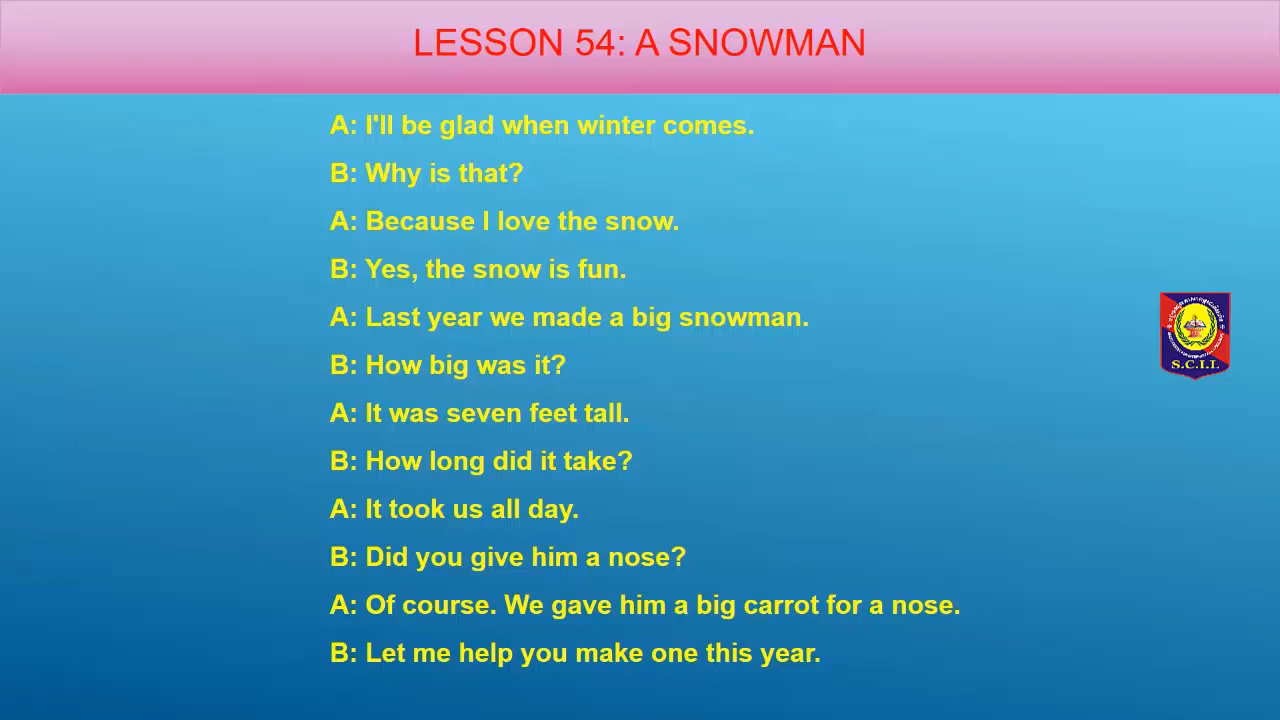 LESSON 54: A SNOWMAN
A: I'll be glad when winter comes.
B: Why is that?
A: Because I love the snow.
B: Yes, the snow is fun.
A: Last year we made a big snowman.
B: How big was it?
A: It was seven feet tall.
B: How long did it take?
A: It took us all day.
B: Did you give him a nose?
A: Of course. We gave him a big carrot for a nose.
B: Let me help you make one this year.
S.C.I.L